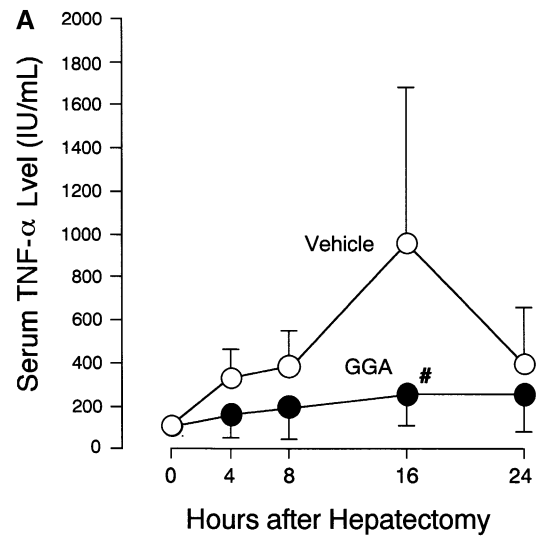 A
Serum TNF-α Lvel (IU/mL)
2000
1800
1600
1400
1200
1000
800
600
400
200
0
Vehicle
GGA
#
0 4 8 16 24
Hours after Hepatectomy